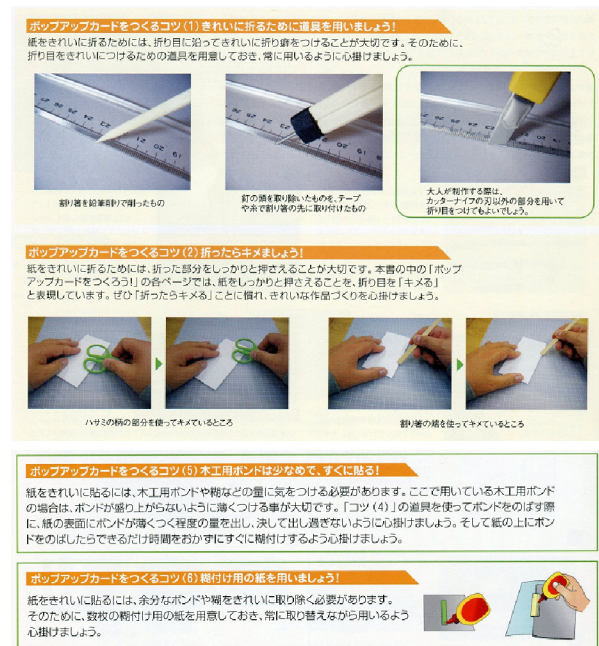 ポップアップカードをつくるコツ(1)きれいに折るために道具を用いましょう!
紙をきれいに折るためには、折り目に沿ってきれいに折り癖をつけることが大切です。そのために、
折り目をきれいにつけるための道具を用意しておき、常に用いるように心掛けましょう。
割り箸を鉛筆削りで削ったもの
釘の頭を取り除いたものを、テープ
や糸で割り箸の先に取り付けたもの
大人が制作する際は、
カッターナイフの刃以外の部分を用いて
折り目をつけてもよいでしょう。
ポップアップカードをつくるコツ(2)折ったらキメましょう!
紙をきれいに折るためには、折った部分をしっかりと押さえることが大切です。本書の中の「ポップ
アップカードをつくろう!」の各ページでは、紙をしっかりと押さえることを、折り目を「キメる」
と表現しています。ぜひ「折ったらキメる」ことに慣れ、きれいな作品づくりを心掛けましょう。
ハサミの柄の部分を使ってキメているところ
割り箸の端を使ってキメているところ
ポップアップカードをつくるコツ(5)木工用ボンドは少なめで、すぐに貼る!
紙をきれいに貼るには、木工用ボンドや糊などの量に気をつける必要があります。ここで用いている木工用ボンド
の場合は、ボンドが盛り上がらないように薄くつける事が大切です。「コツ(4)」の道具を使ってボンドをのばす際
に、紙の表面にボンドが薄くつく程度の量を出し、決して出し過ぎないように心掛けましょう。そして紙の上にボン
ドをのばしたらできるだけ時間をおかずにすぐに糊付けするよう心掛けましょう。
ポップアップカードをつくるコツ(6)糊付け用の紙を用いましょう!
紙をきれいに貼るには、余分なボンドや糊をきれいに取り除く必要があります。
そのために、数枚の糊付け用の紙を用意しておき、常に取り替えながら用いるよう
心掛けましょう。